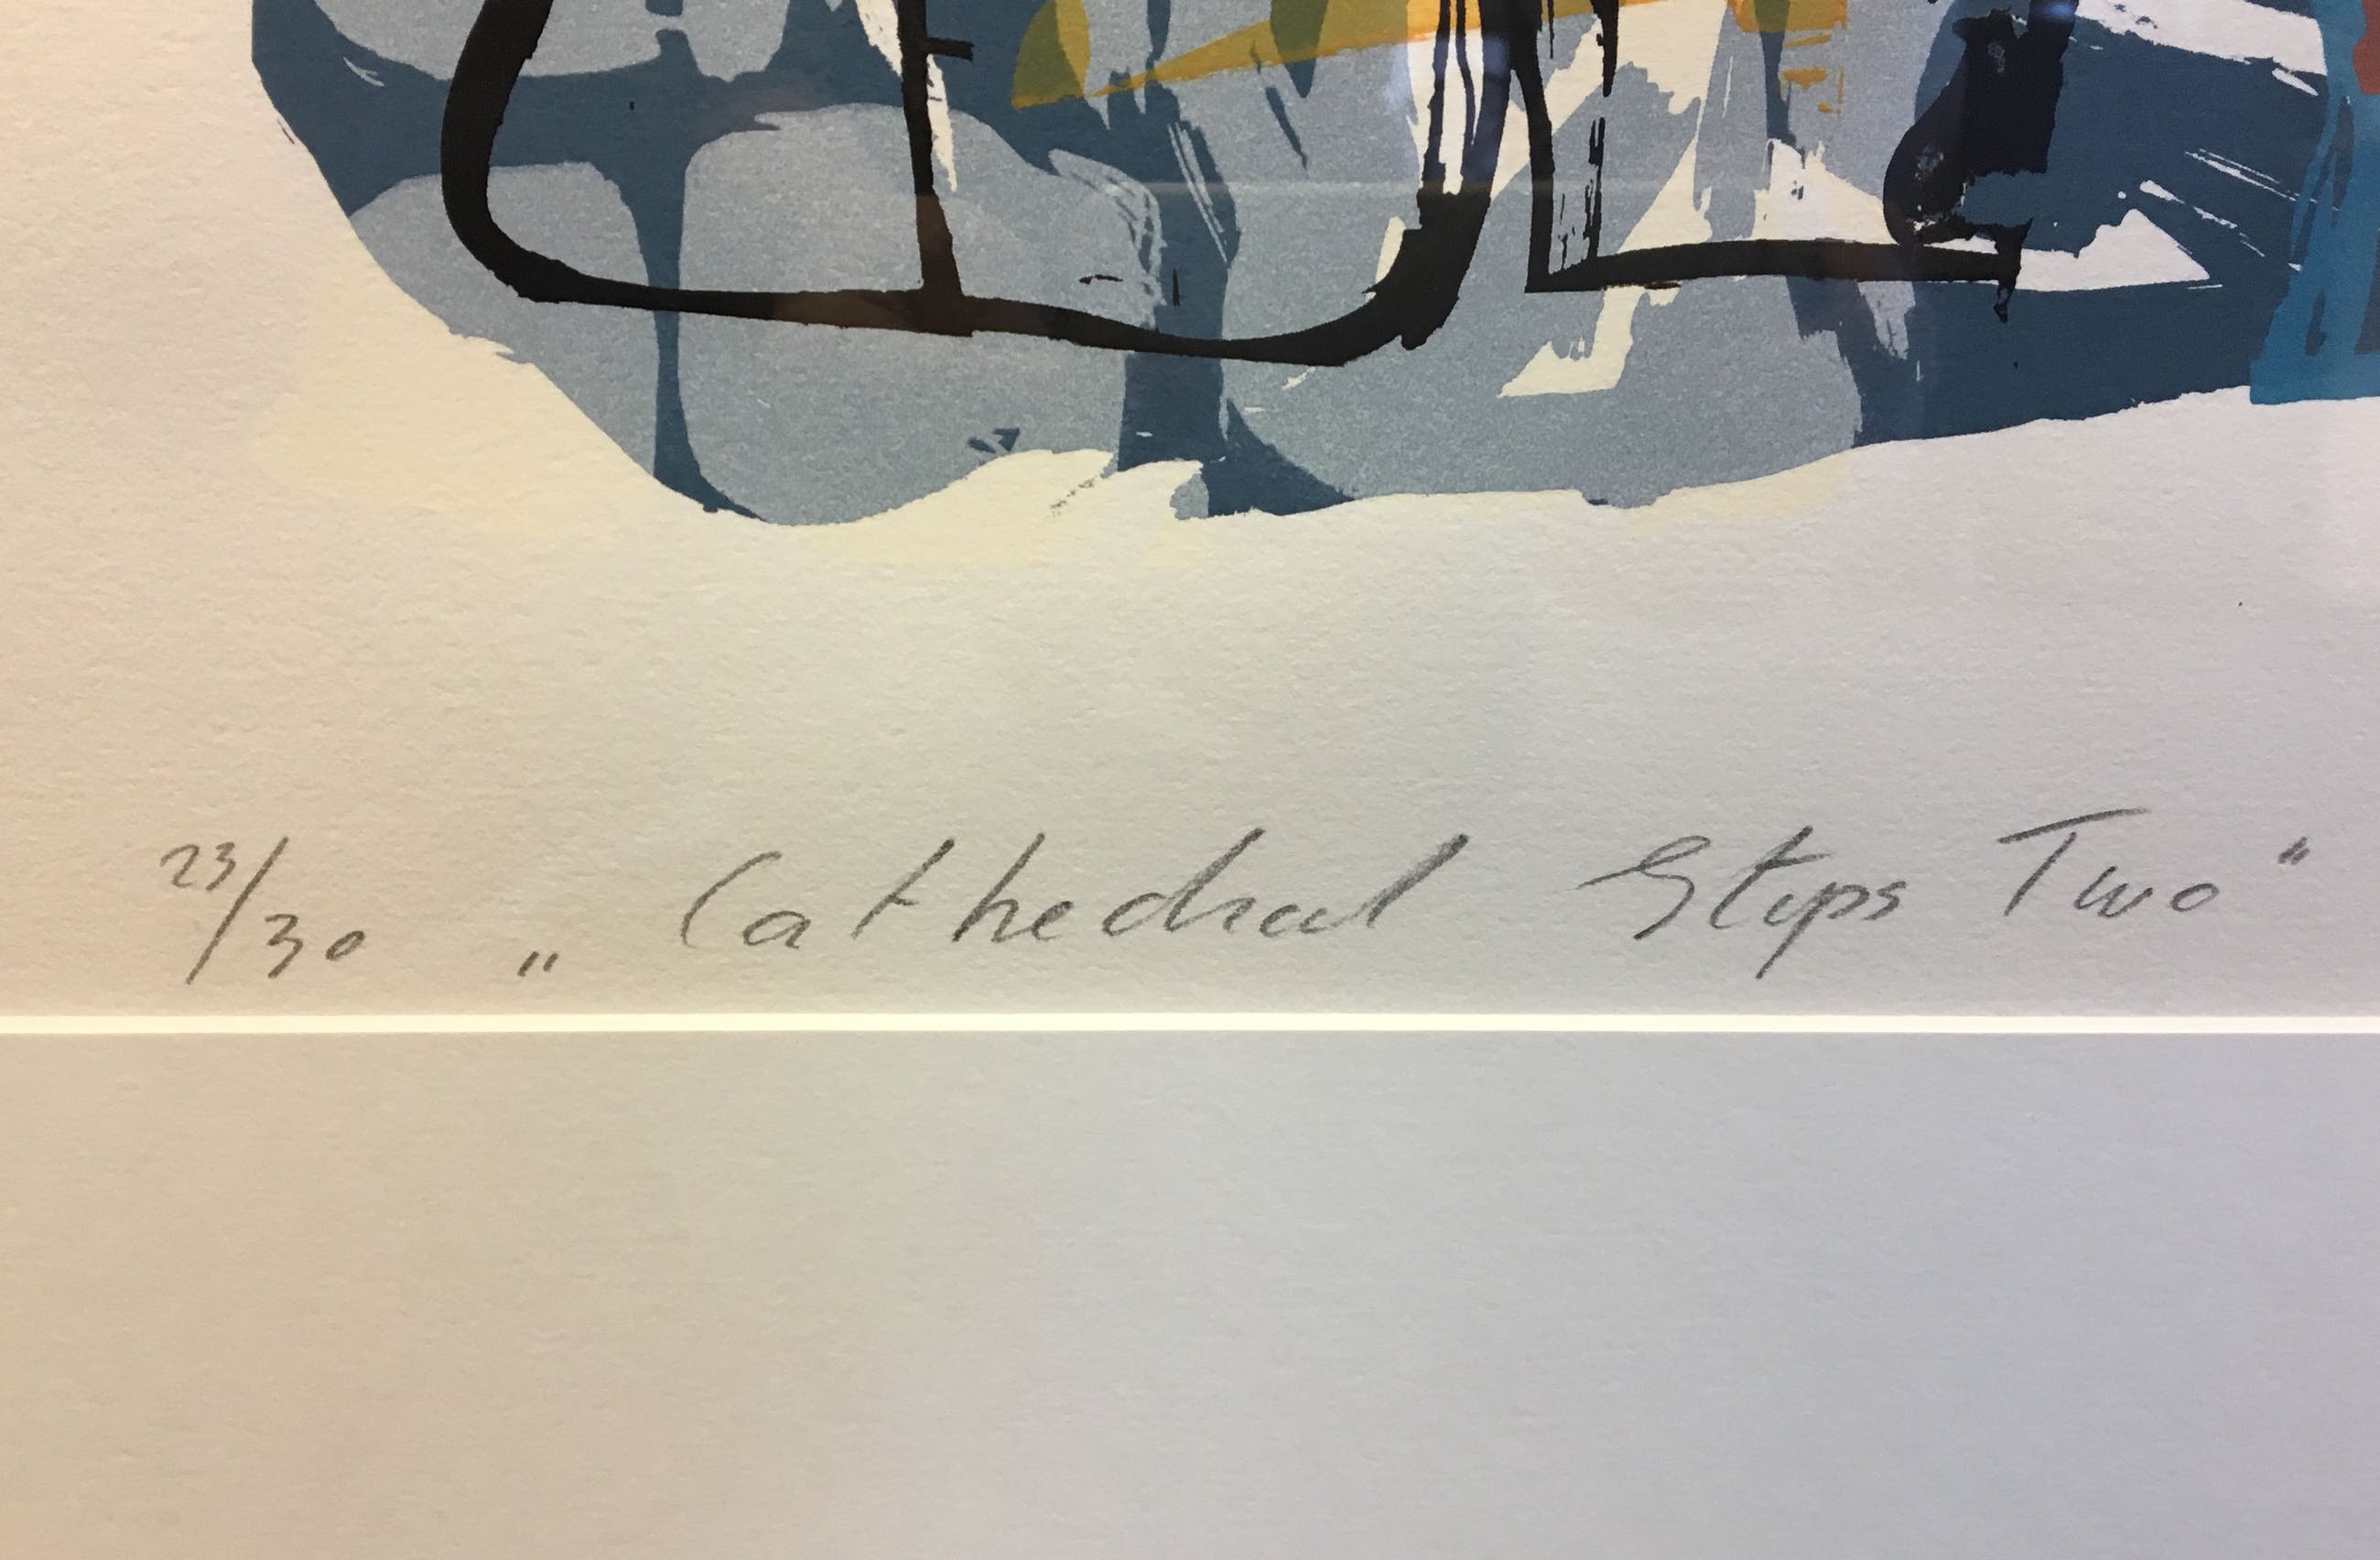 23/30 „ Cathedral Steps Two "